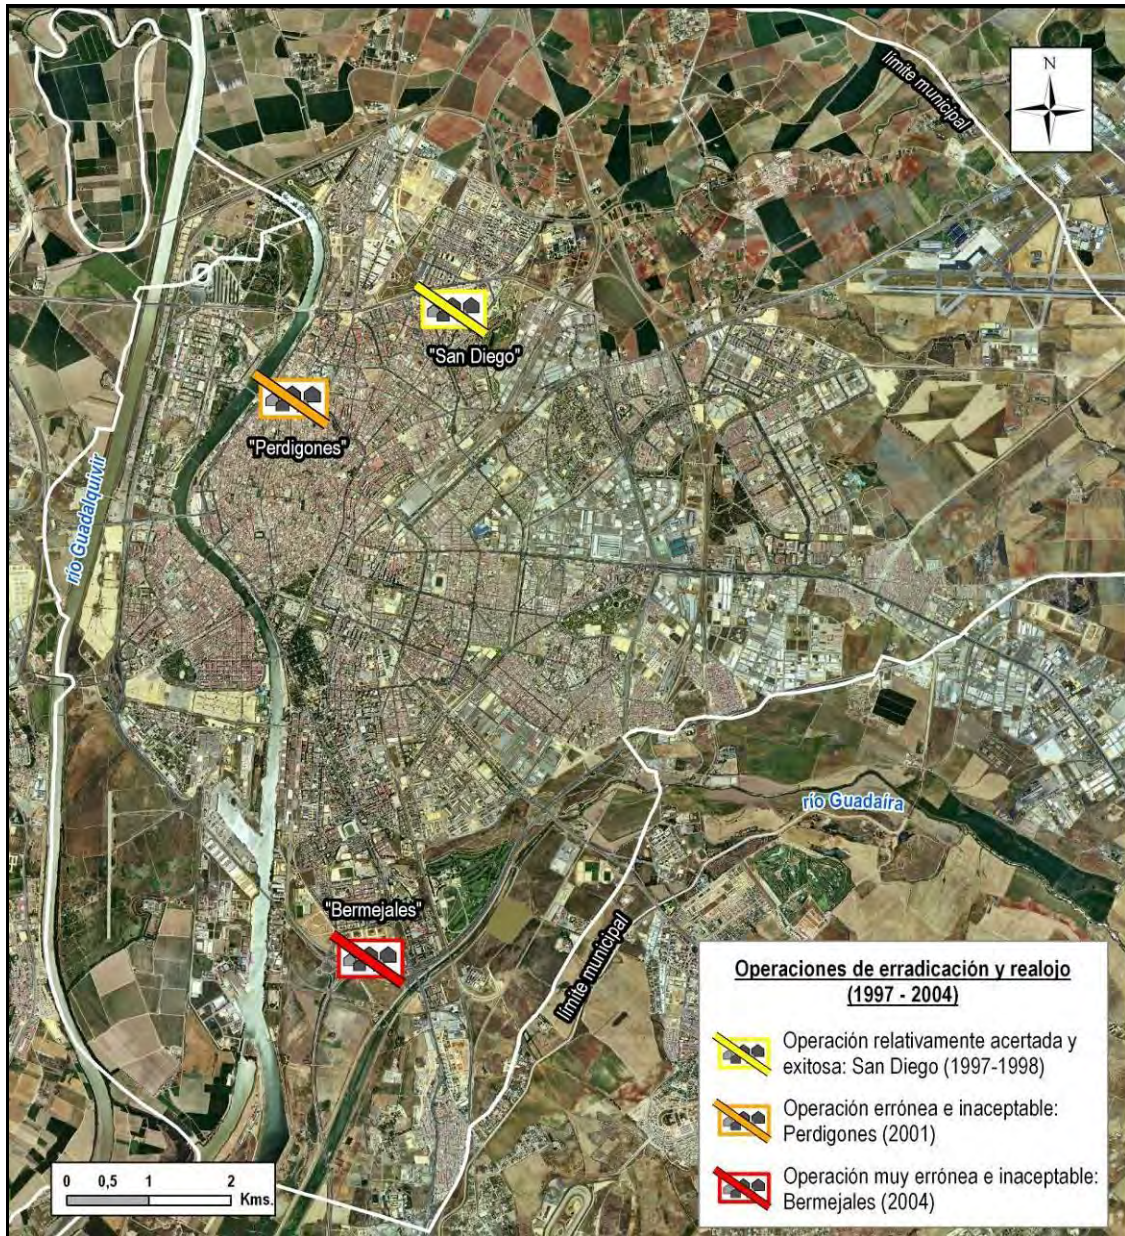 límite municipal
N
"San Diego"
"Perdigones"
río Guadalquivir
río Guadaíra
"Bermejales"
límite municipal
Operaciones de erradicación y realojo
(1997 - 2004)
Operación relativamente acertada y
exitosa: San Diego (1997-1998)
Operación errónea e inaceptable:
Perdigones (2001)
Operación muy errónea e inaceptable:
Bermejales (2004)
0 0,5 1 2
Kms.